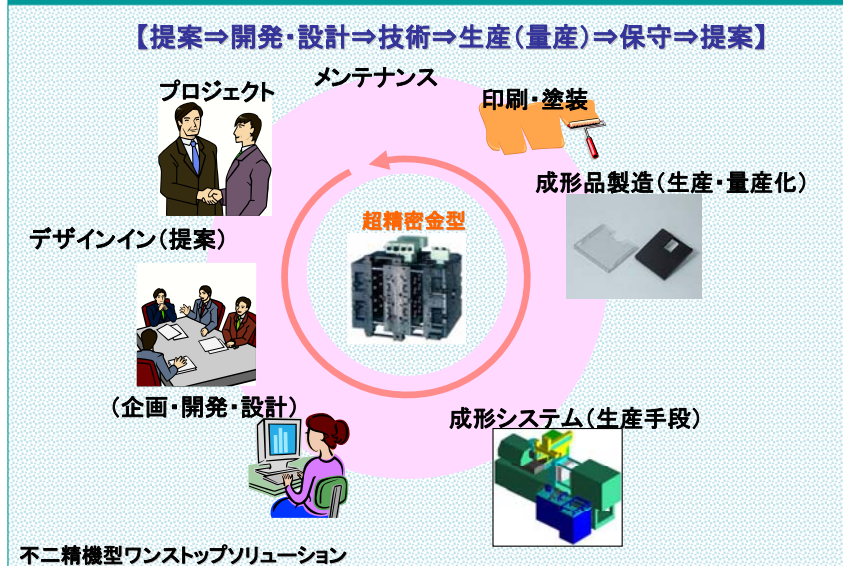 【提案⇒開発・設計⇒技術⇒生産(量産)⇒保守⇒提案】
メンテナンス
プロジェクト
印刷・塗装
成形品製造(生産・量産化)
超精密金型
デザインイン(提案)
(企画・開発・設計)
成形システム(生産手段)
不二精機型ワンストップソリューション